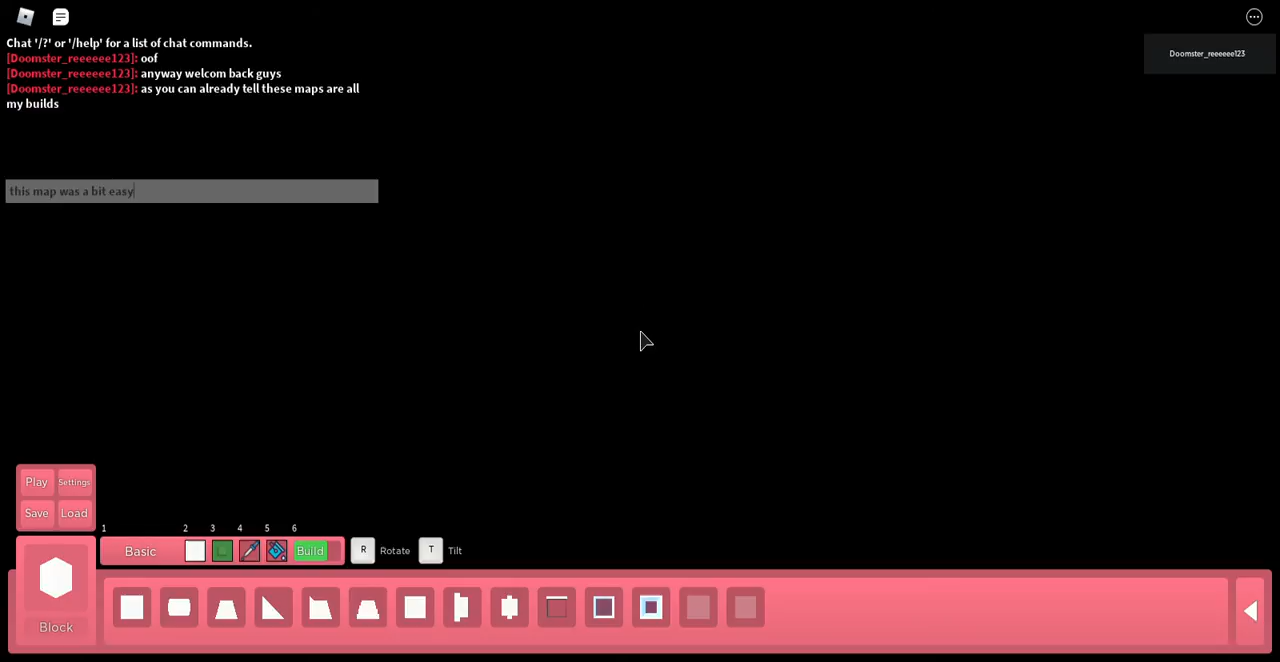 Chat '/?' or '/help' for a list of chat commands.
[Doomster_reeeeee123]: oof
[Doomster_reeeeee123]: anyway welcom back guys
[Doomster_reeeeee123]: as you can already tell these maps are all
my builds
Doomster_reeeeee123
this map was a bit easy
Play Settings
Save Load
1 2 3 4 5 6
Basic Build R Rotate T Tilt
Block